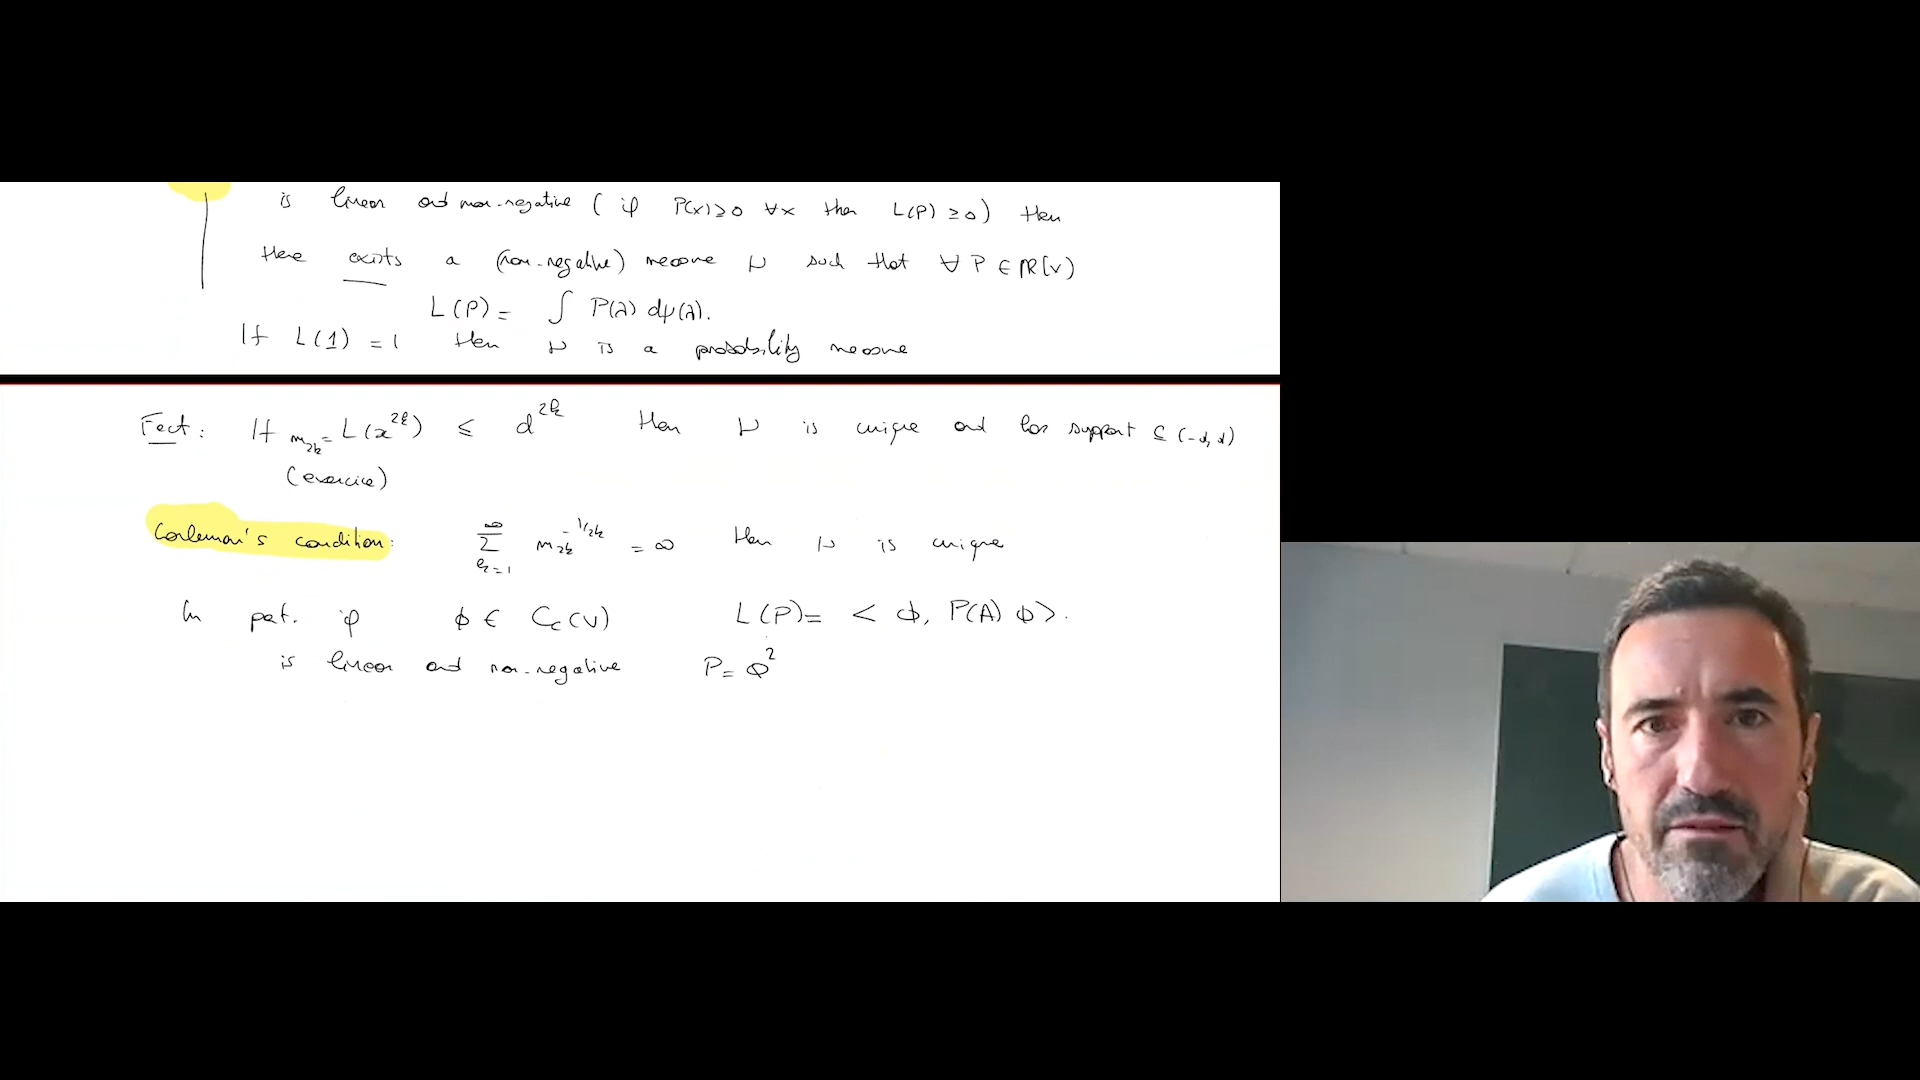 is linear and non-negative ( if P(x) ≥ 0 ∀x then L(P) ≥ 0 ) then
there exists a (non-negative) measure μ such that ∀ P ∈ ℝ[x]
L(P) = ∫ P(λ) dμ(λ).
If L(1) = 1 then μ is a probability measure
Fact: If m_{2k} = L(x^{2k}) ≤ d^{2k} then μ is unique and has support ⊆ (-d, d)
(exercice)
Carleman's condition: ∑_{k=1}^{∞} m_{2k}^{-1/2k} = ∞ then μ is unique
In part. if ϕ ∈ C_c(V) L(P) = < ϕ, P(A) ϕ >.
is linear and non-negative P = Q^2